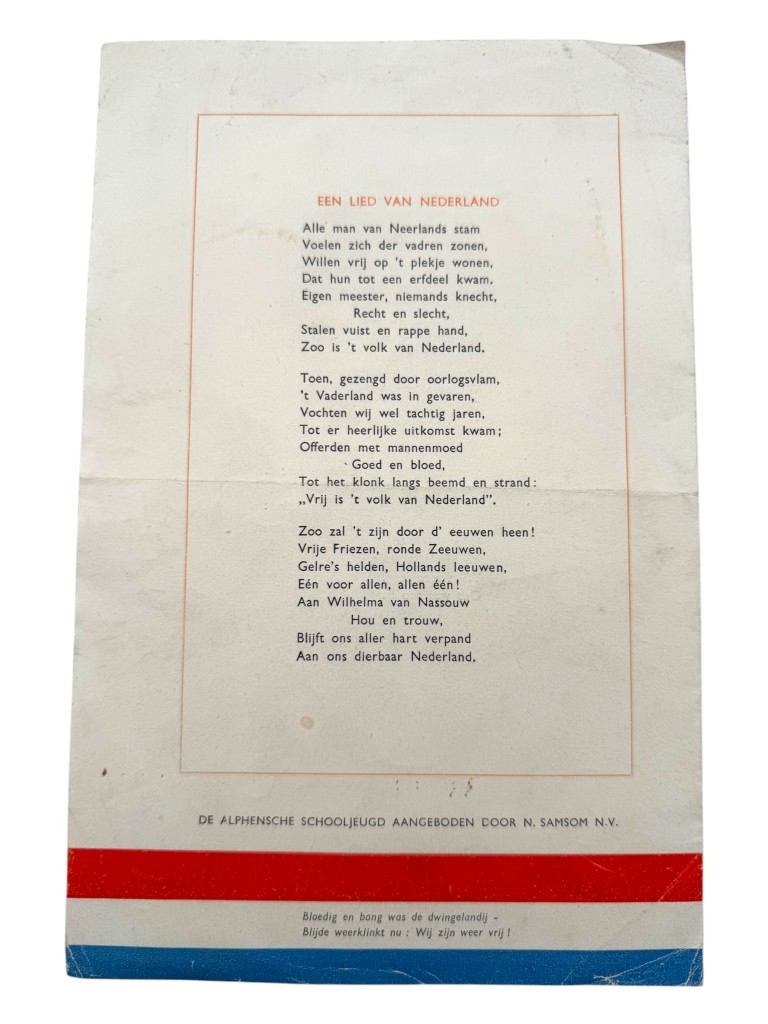 EEN LIED VAN NEDERLAND
Alle man van Neerlands stam
Voelen zich der vadren zonen,
Willen vrij op 't plekje wonen,
Dat hun tot een erfdeel kwam.
Eigen meester, niemands knecht,
Recht en slecht,
Stalen vuist en rappe hand,
Zoo is 't volk van Nederland.
Toen, gezengd door oorlogsvlam,
't Vaderland was in gevaren,
Vochten wij wel tachtig jaren,
Tot er heerlijke uitkomst kwam;
Offerden met mannenmoed
Goed en bloed,
Tot het klonk langs beemd en strand:
„Vrij is 't volk van Nederland”.
Zoo zal 't zijn door d' eeuwen heen!
Vrije Friezen, ronde Zeeuwen,
Gelre's helden, Hollands leeuwen,
Eén voor allen, allen één!
Aan Wilhelma van Nassouw
Hou en trouw,
Blijft ons aller hart verpand
Aan ons dierbaar Nederland.
DE ALPHENSCHE SCHOOLJEUGD AANGEBODEN DOOR N. SAMSOM N.V.
Bloedig en bang was de dwingelandij -
Blijde weerklinkt nu : Wij zijn weer vrij!